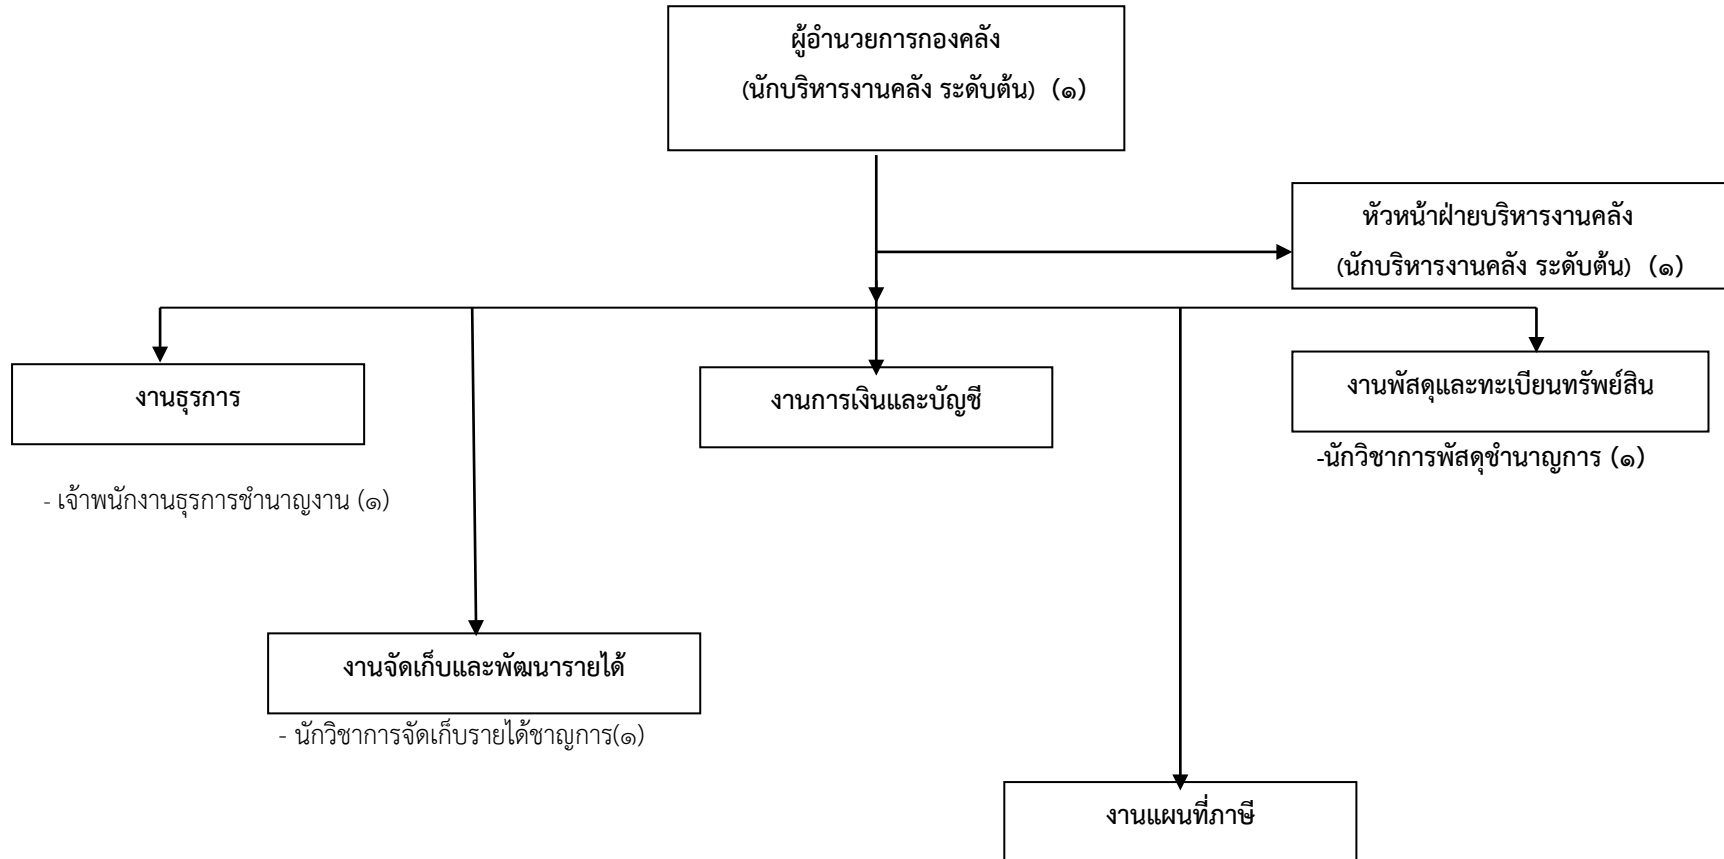 ผู้อำนวยการกองคลัง
(นักบริหารงานคลัง ระดับต้น) (๑)
หัวหน้าฝ่ายบริหารงานคลัง
(นักบริหารงานคลัง ระดับต้น) (๑)
งานธุรการ
งานการเงินและบัญชี
งานพัสดุและทะเบียนทรัพย์สิน
-นักวิชาการพัสดุชำนาญการ (๑)
- เจ้าพนักงานธุรการชำนาญงาน (๑)
งานจัดเก็บและพัฒนารายได้
- นักวิชาการจัดเก็บรายได้ชาญการ(๑)
งานแผนที่ภาษี